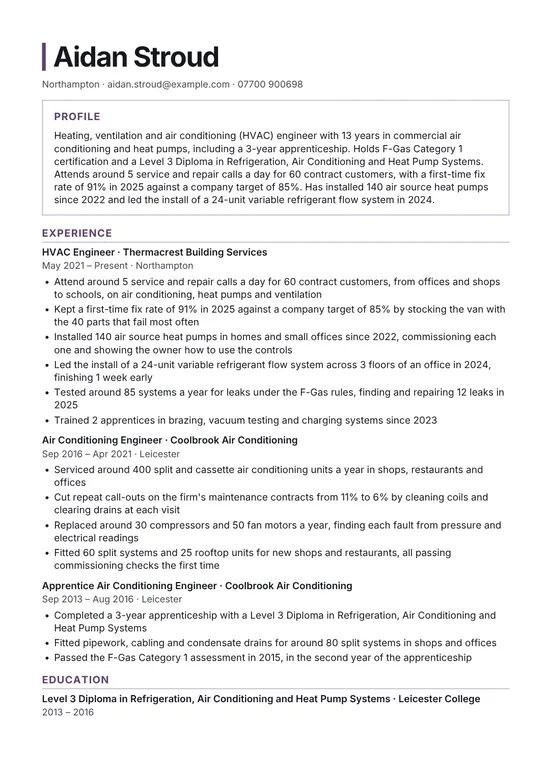 Aidan Stroud
Northampton · aidan.stroud@example.com · 07700 900698
PROFILE
Heating, ventilation and air conditioning (HVAC) engineer with 13 years in commercial air
conditioning and heat pumps, including a 3-year apprenticeship. Holds F-Gas Category 1
certification and a Level 3 Diploma in Refrigeration, Air Conditioning and Heat Pump Systems.
Attends around 5 service and repair calls a day for 60 contract customers, with a first-time fix
rate of 91% in 2025 against a company target of 85%. Has installed 140 air source heat pumps
since 2022 and led the install of a 24-unit variable refrigerant flow system in 2024.
EXPERIENCE
HVAC Engineer · Thermacrest Building Services
May 2021 – Present · Northampton
• Attend around 5 service and repair calls a day for 60 contract customers, from offices and shops
to schools, on air conditioning, heat pumps and ventilation
• Kept a first-time fix rate of 91% in 2025 against a company target of 85% by stocking the van with
the 40 parts that fail most often
• Installed 140 air source heat pumps in homes and small offices since 2022, commissioning each
one and showing the owner how to use the controls
• Led the install of a 24-unit variable refrigerant flow system across 3 floors of an office in 2024,
finishing 1 week early
• Tested around 85 systems a year for leaks under the F-Gas rules, finding and repairing 12 leaks in
2025
• Trained 2 apprentices in brazing, vacuum testing and charging systems since 2023
Air Conditioning Engineer · Coolbrook Air Conditioning
Sep 2016 – Apr 2021 · Leicester
• Serviced around 400 split and cassette air conditioning units a year in shops, restaurants and
offices
• Cut repeat call-outs on the firm's maintenance contracts from 11% to 6% by cleaning coils and
clearing drains at each visit
• Replaced around 30 compressors and 50 fan motors a year, finding each fault from pressure and
electrical readings
• Fitted 60 split systems and 25 rooftop units for new shops and restaurants, all passing
commissioning checks the first time
Apprentice Air Conditioning Engineer · Coolbrook Air Conditioning
Sep 2013 – Aug 2016 · Leicester
• Completed a 3-year apprenticeship with a Level 3 Diploma in Refrigeration, Air Conditioning and
Heat Pump Systems
• Fitted pipework, cabling and condensate drains for around 80 split systems in shops and offices
• Passed the F-Gas Category 1 assessment in 2015, in the second year of the apprenticeship
EDUCATION
Level 3 Diploma in Refrigeration, Air Conditioning and Heat Pump Systems · Leicester College
2013 – 2016